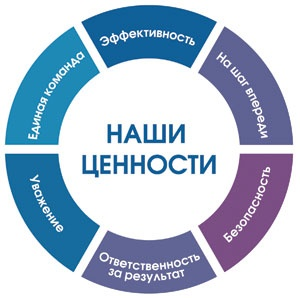 НАШИ
ЦЕННОСТИ
Эффективность
На шаг впереди
Безопасность
Ответственность
за результат
Уважение
Единая команда